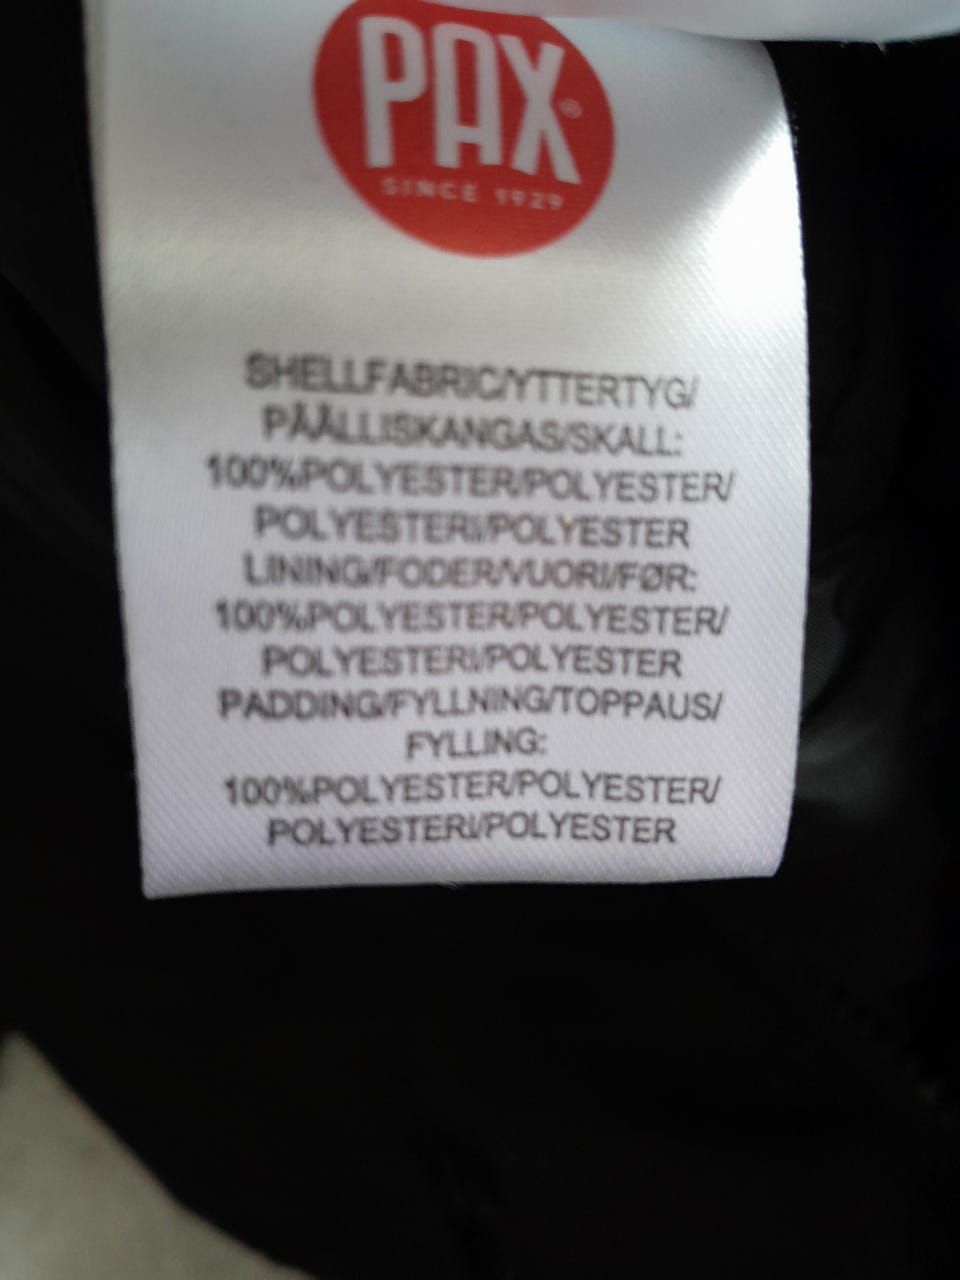 PAX®
SINCE 1929
SHELLFABRIC/YTTERTYG/
PÄÄLLISKANGAS/SKALL:
100%POLYESTER/POLYESTER/
POLYESTERI/POLYESTER
LINING/FODER/VUORI/FØR:
100%POLYESTER/POLYESTER/
POLYESTERI/POLYESTER
PADDING/FYLLNING/TOPPAUS/
FYLLING:
100%POLYESTER/POLYESTER/
POLYESTERI/POLYESTER